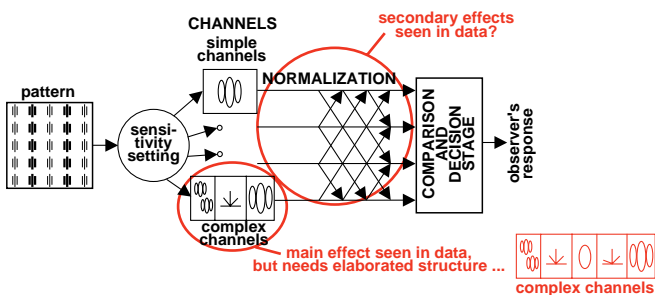 CHANNELS
simple
channels
secondary effects
seen in data?
pattern
NORMALIZATION
sensi-
tivity
setting
COMPARISON
AND
DECISION
STAGE
observer's
response
complex
channels
main effect seen in data,
but needs elaborated structure ...
complex channels